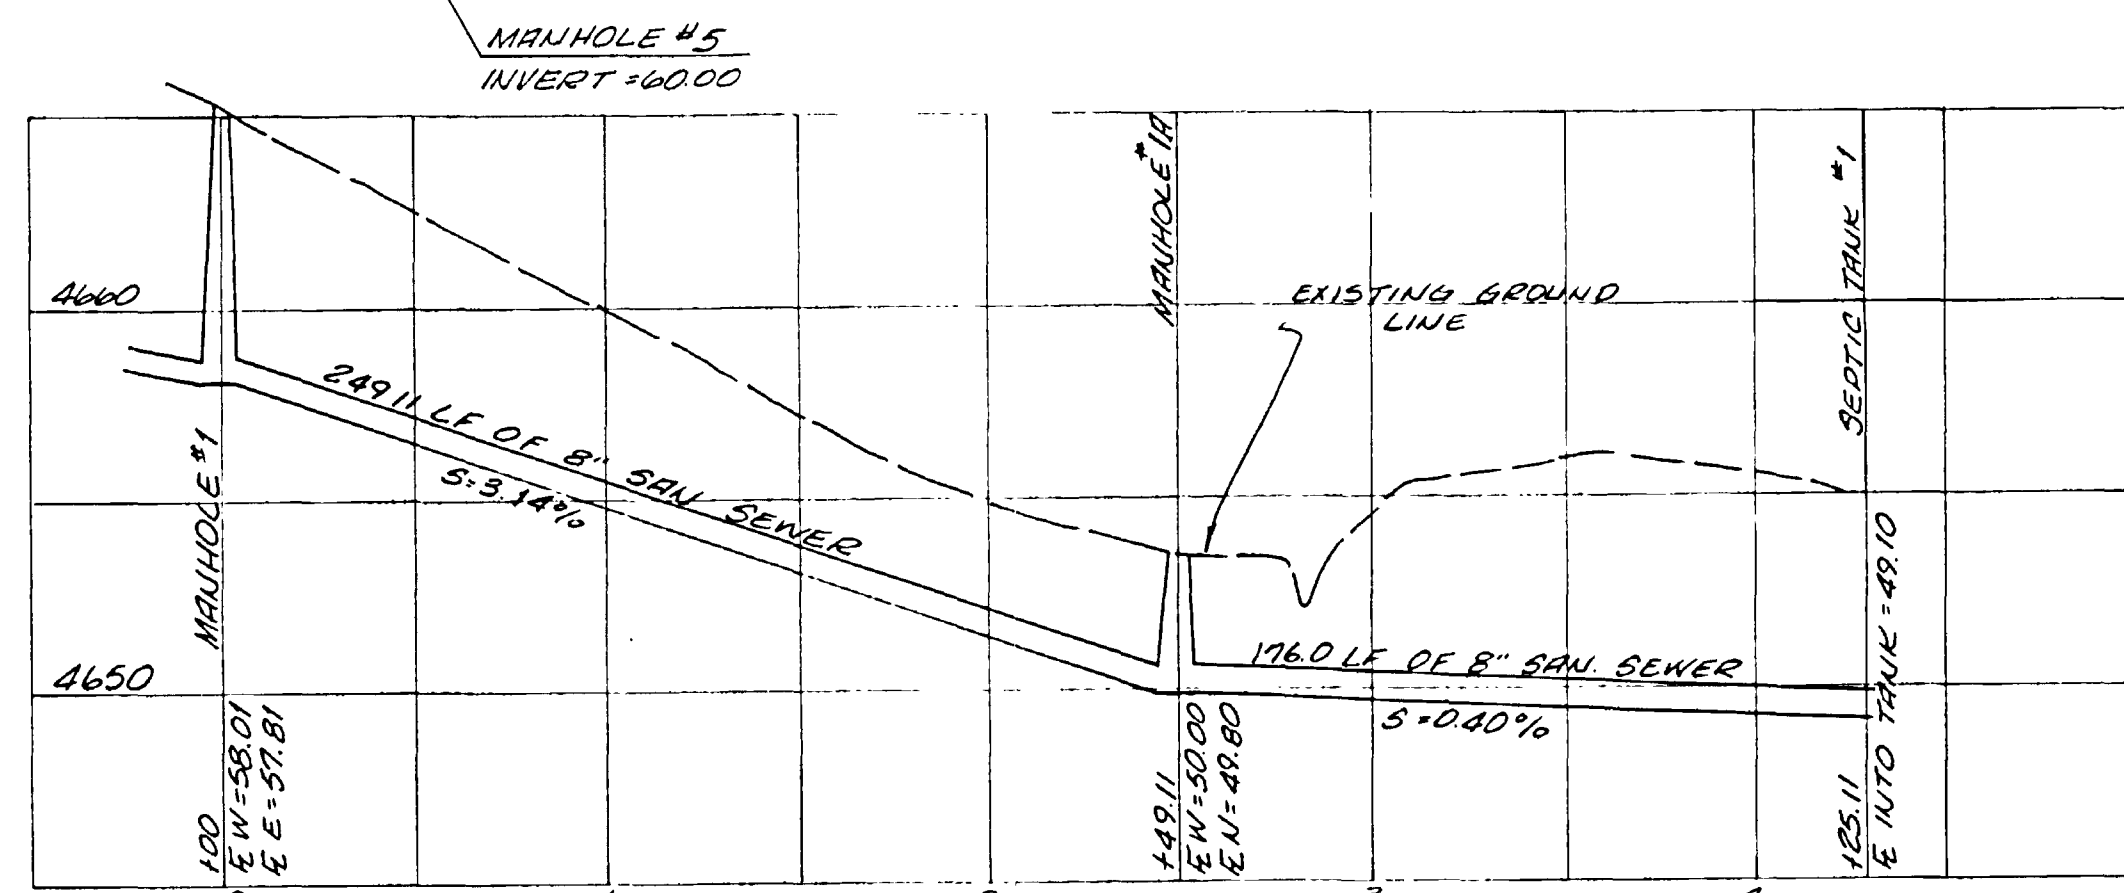 MANHOLE #5
INVERT = 60.00
4660
MANHOLE #1A
EXISTING GROUND
LINE
SEPTIC TANK #1
249.11 LF OF 8" SAN SEWER
S=3.14%
MANHOLE #1
4650
176.0 LF OF 8" SAN. SEWER
S=0.40%
+00
W=58.01
E=57.81
+49.11
W=50.00
N=49.80
+25.11
INTO TANK=49.10